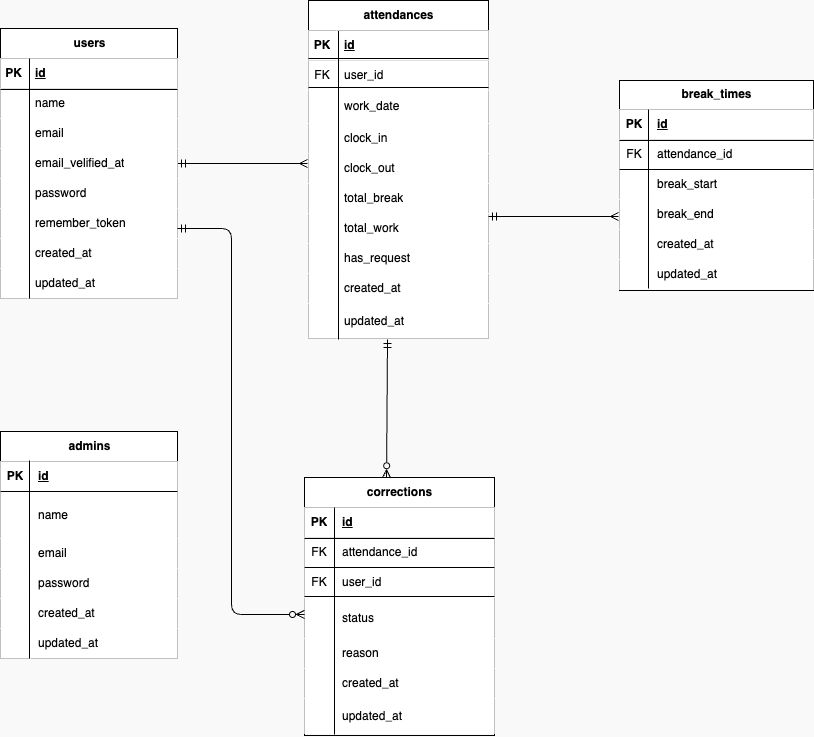 users
PK id
name
email
email_velified_at
password
remember_token
created_at
updated_at
attendances
PK id
FK user_id
work_date
clock_in
clock_out
total_break
total_work
has_request
created_at
updated_at
break_times
PK id
FK attendance_id
break_start
break_end
created_at
updated_at
admins
PK id
name
email
password
created_at
updated_at
corrections
PK id
FK attendance_id
FK user_id
status
reason
created_at
updated_at